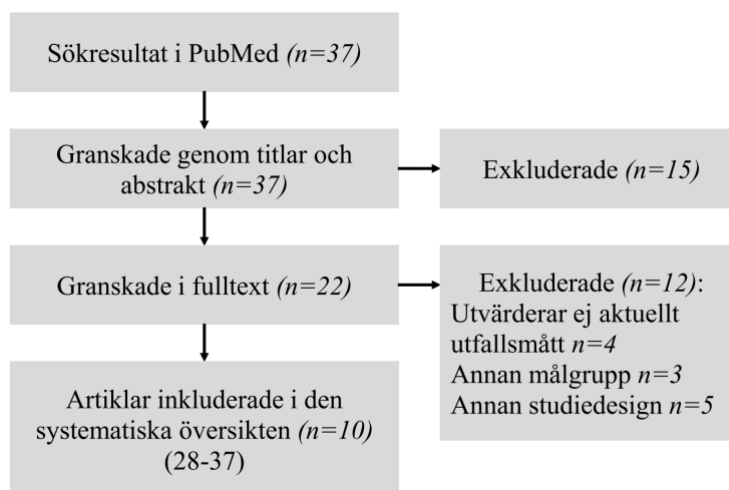 Sökresultat i PubMed (n=37)
Granskade genom titlar och
abstrakt (n=37)
Exkluderade (n=15)
Granskade i fulltext (n=22)
Exkluderade (n=12):
Utvärderar ej aktuellt
utfallsmått n=4
Annan målgrupp n=3
Annan studiedesign n=5
Artiklar inkluderade i den
systematiska översikten (n=10)
(28-37)